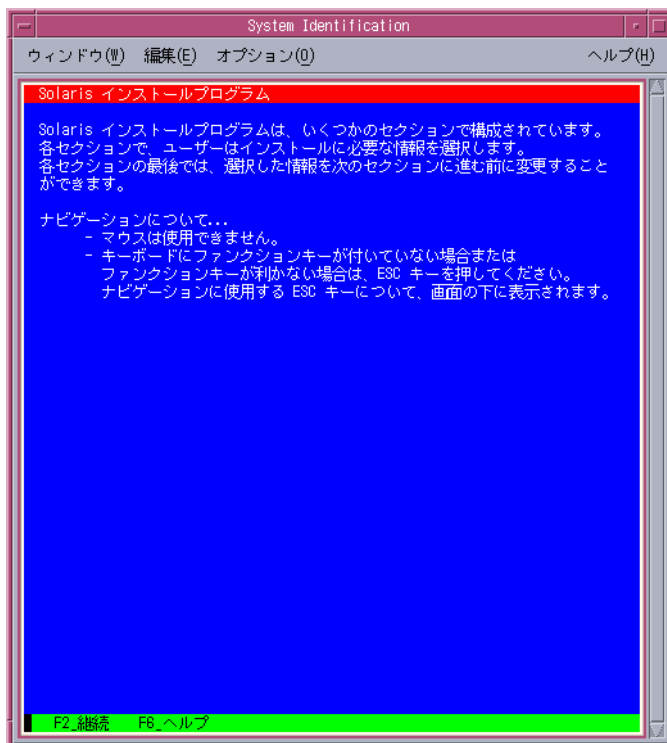 System Identification
ウィンドウ(W) 編集(E) オプション(O) ヘルプ(H)
Solaris インストールプログラム
Solaris インストールプログラムは、いくつかのセクションで構成されています。
各セクションで、ユーザーはインストールに必要な情報を選択します。
各セクションの最後では、選択した情報を次のセクションに進む前に変更すること
ができます。
ナビゲーションについて...
- マウスは使用できません。
- キーボードにファンクションキーが付いていない場合または
ファンクションキーが利かない場合は、ESC キーを押してください。
ナビゲーションに使用する ESC キーについて、画面の下に表示されます。
F2_継続 F6_ヘルプ